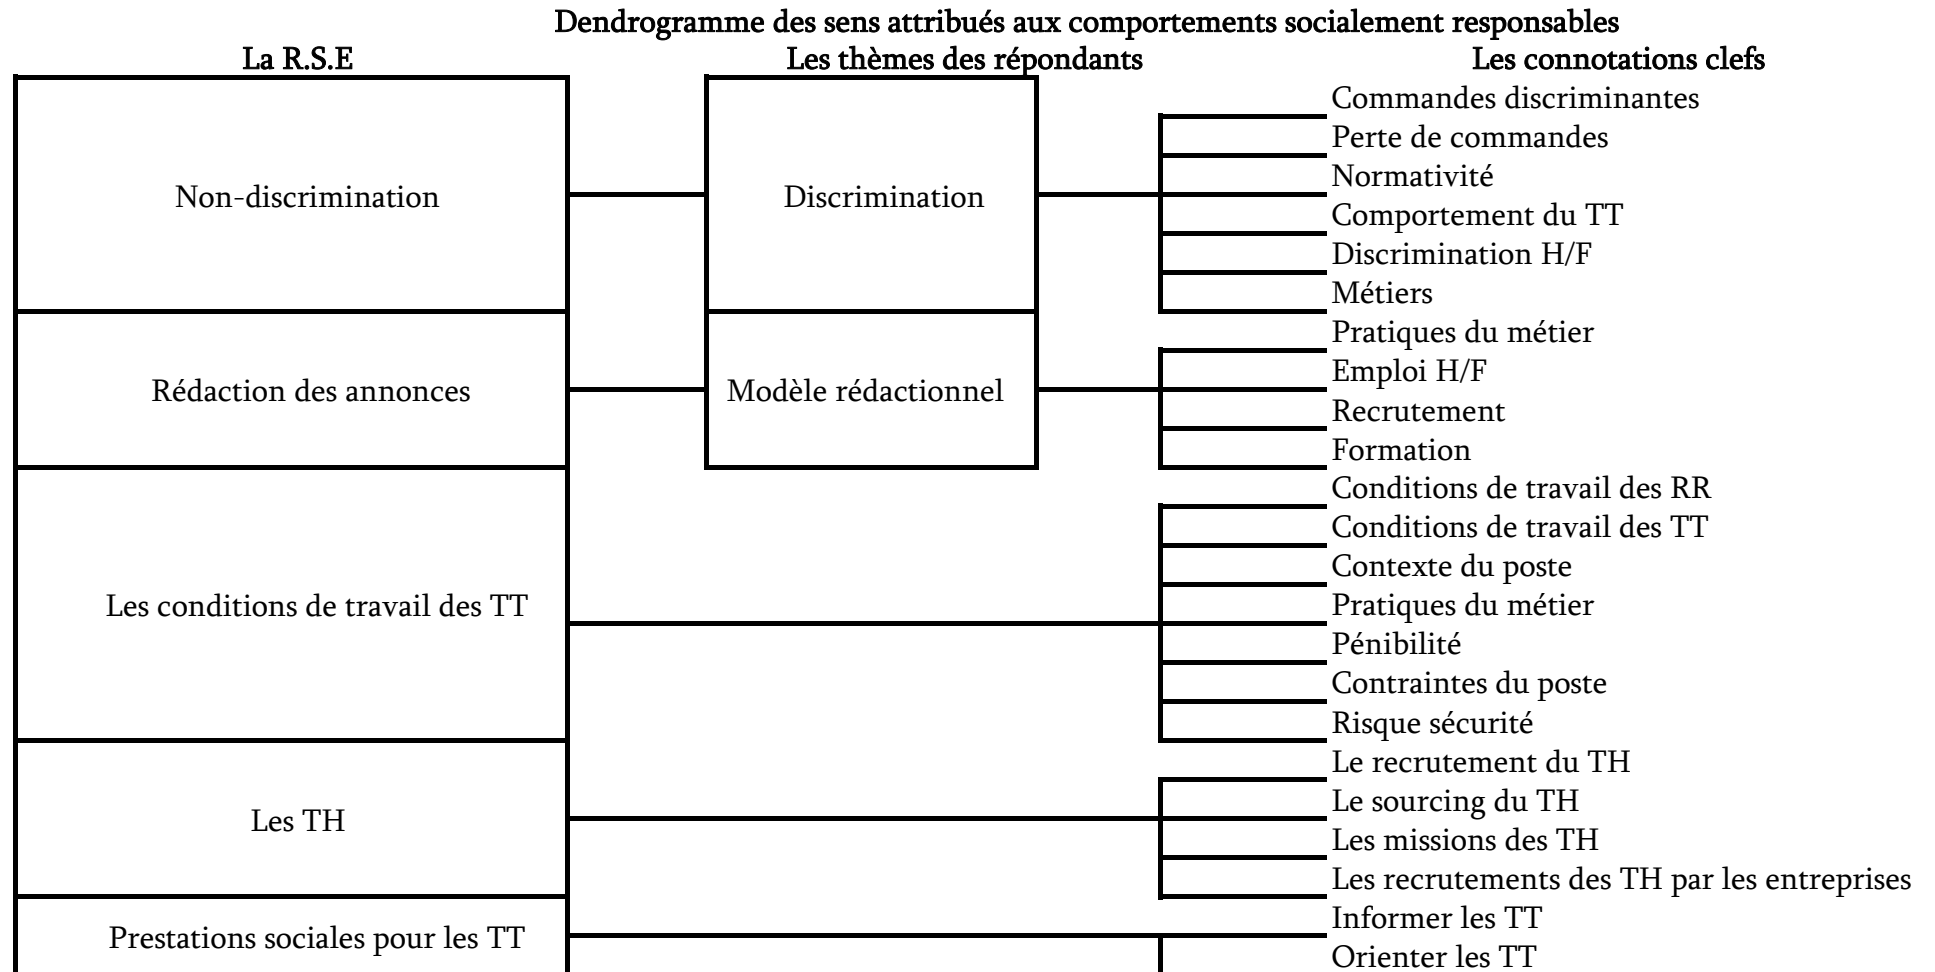 Dendrogramme des sens attribués aux comportements socialement responsables
La R.S.E
Les thèmes des répondants
Les connotations clefs
Non-discrimination
Discrimination
Commandes discriminantes
Perte de commandes
Normativité
Comportement du TT
Discrimination H/F
Métiers
Rédaction des annonces
Modèle rédactionnel
Pratiques du métier
Emploi H/F
Recrutement
Formation
Les conditions de travail des TT
Conditions de travail des RR
Conditions de travail des TT
Contexte du poste
Pratiques du métier
Pénibilité
Contraintes du poste
Risque sécurité
Les TH
Le recrutement du TH
Le sourcing du TH
Les missions des TH
Les recrutements des TH par les entreprises
Prestations sociales pour les TT
Informer les TT
Orienter les TT